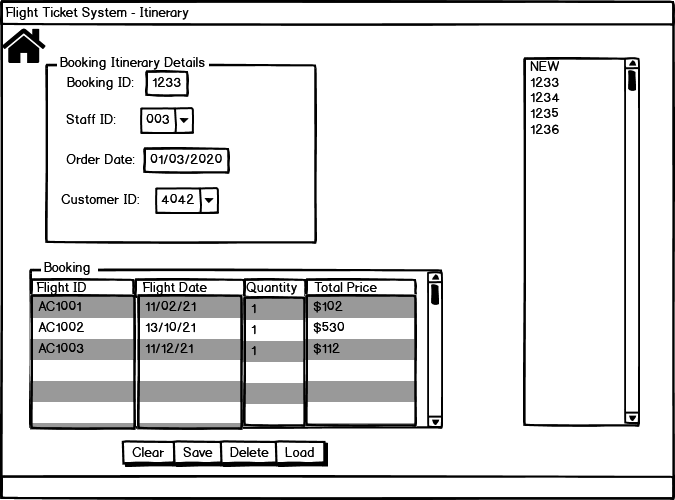 Flight Ticket System - Itinerary
Booking Itinerary Details
Booking ID: 1233
Staff ID: 003
Order Date: 01/03/2020
Customer ID: 4042
NEW
1233
1234
1235
1236
Booking
Flight ID Flight Date Quantity Total Price
AC1001 11/02/21 1 $102
AC1002 13/10/21 1 $530
AC1003 11/12/21 1 $112
Clear Save Delete Load